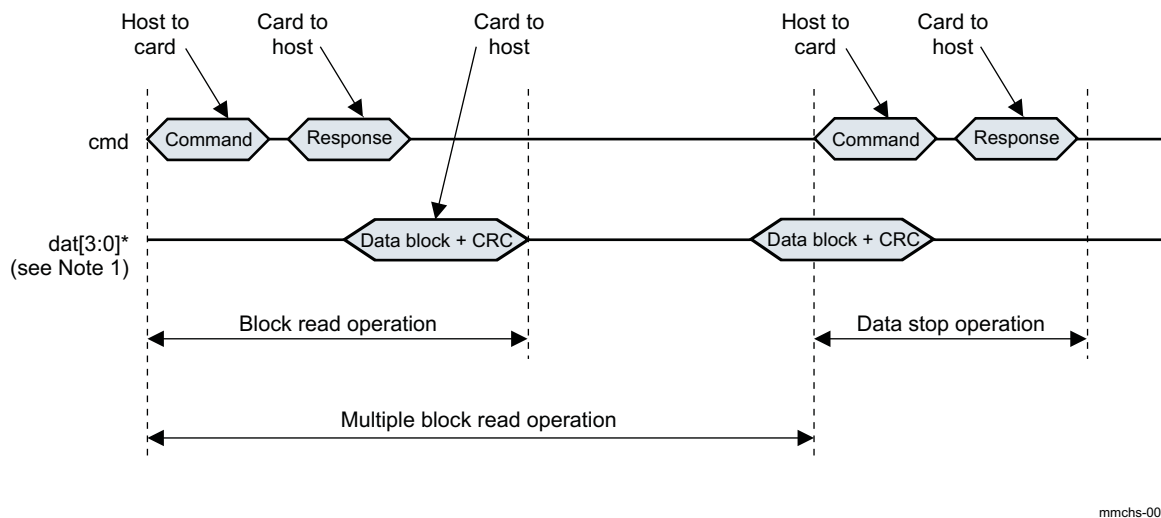 Host to
card
Card to
host
Card to
host
Host to
card
Card to
host
cmd
Command
Response
Command
Response
dat[3:0]*
(see Note 1)
Data block + CRC
Data block + CRC
Block read operation
Data stop operation
Multiple block read operation
mmchs-00